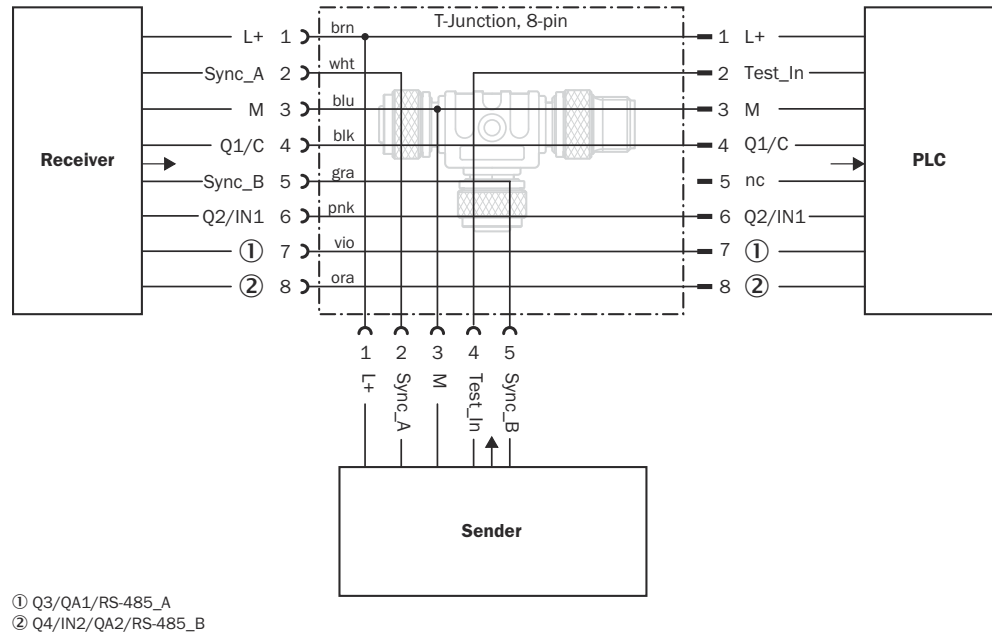 T-Junction, 8-pin
L+ 1 brn 1 L+
Sync_A 2 wht 2 Test_In
M 3 blu 3 M
Q1/C 4 blk 4 Q1/C
Receiver PLC
Sync_B 5 gra 5 nc
Q2/IN1 6 pnk 6 Q2/IN1
① 7 vio 7 ①
② 8 ora 8 ②
1 2 3 4 5
L+ Sync_A M Test_In Sync_B
Sender
① Q3/QA1/RS-485_A
② Q4/IN2/QA2/RS-485_B